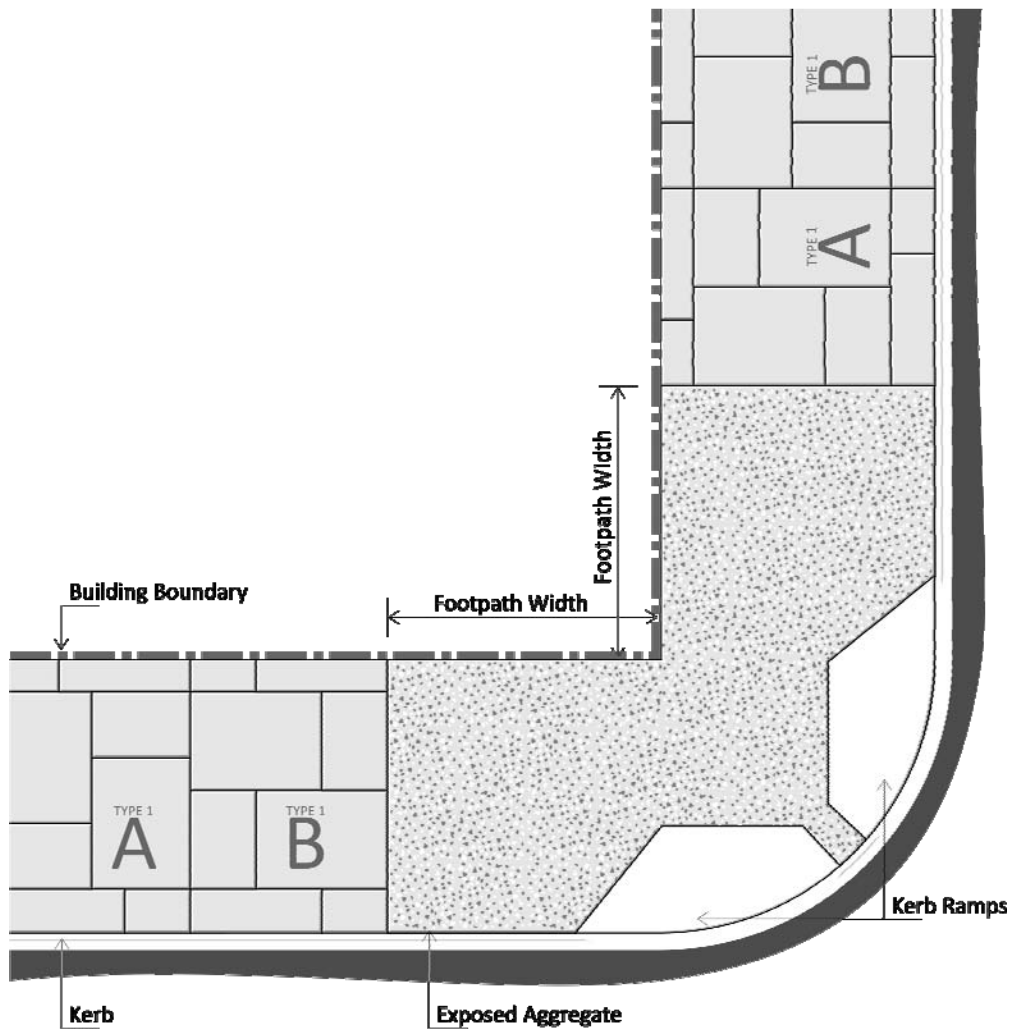 TYPE 1
B
TYPE 1
A
Footpath Width
Building Boundary
Footpath Width
TYPE 1
A
TYPE 1
B
Kerb Ramps
Kerb
Exposed Aggregate